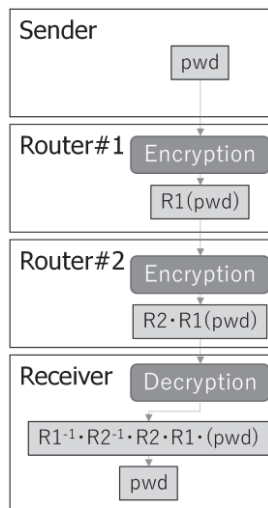 Sender
pwd
Router#1
Encryption
R1(pwd)
Router#2
Encryption
R2・R1(pwd)
Receiver
Decryption
R1⁻¹・R2⁻¹・R2・R1・(pwd)
pwd